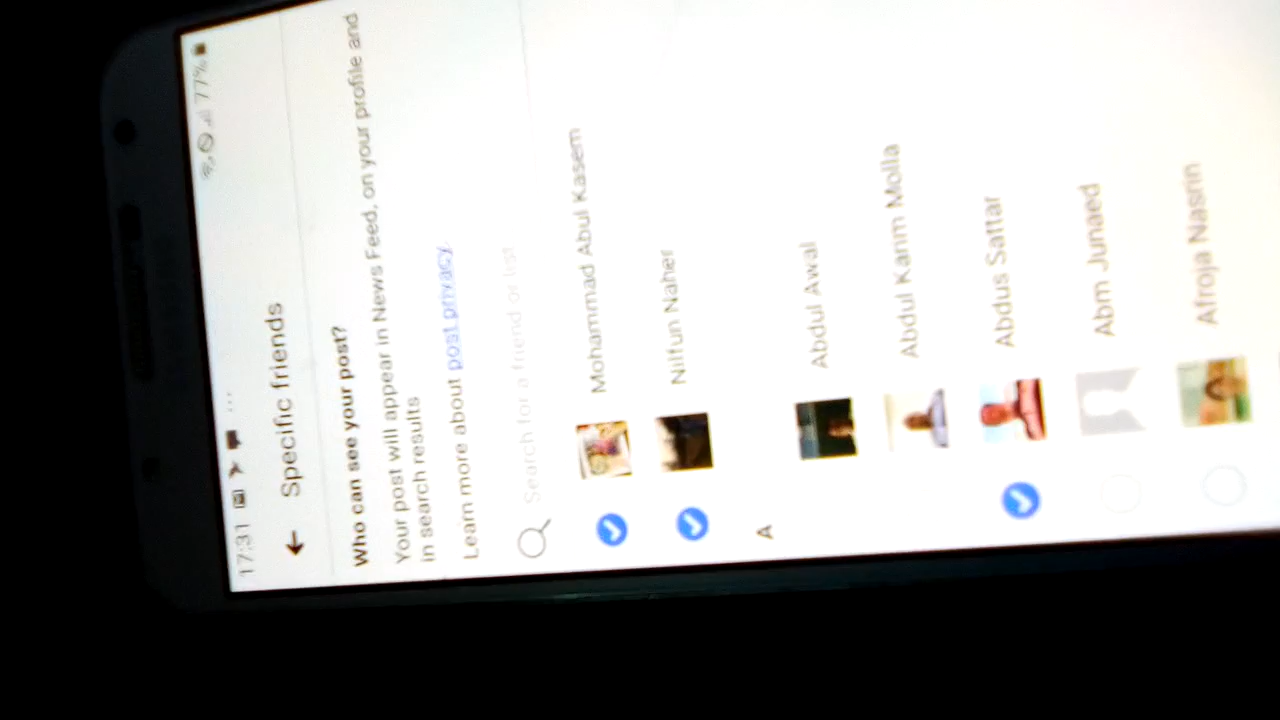 17:31 ... 77%
Specific friends
Who can see your post?
Your post will appear in News Feed, on your profile and
in search results
Learn more about post privacy.
Search for a friend or list
Mohammad Abul Kasem
Nilfun Naher
A
Abdul Awal
Abdul Karim Molla
Abdus Sattar
Abm Junaed
Afroja Nasrin